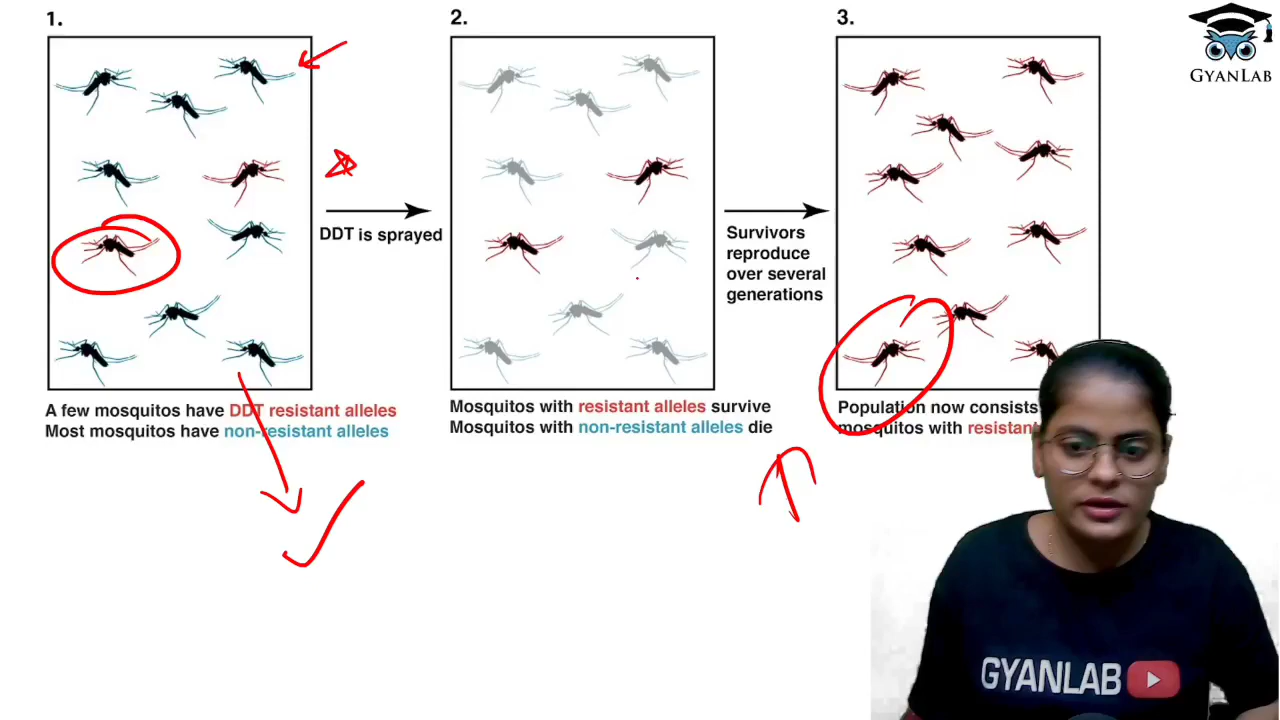 1.
2.
3.
GYANLAB
DDT is sprayed
Survivors
reproduce
over several
generations
A few mosquitos have DDT resistant alleles
Most mosquitos have non-resistant alleles
Mosquitos with resistant alleles survive
Mosquitos with non-resistant alleles die
Population now consists
mosquitos with resistant
GYANLAB